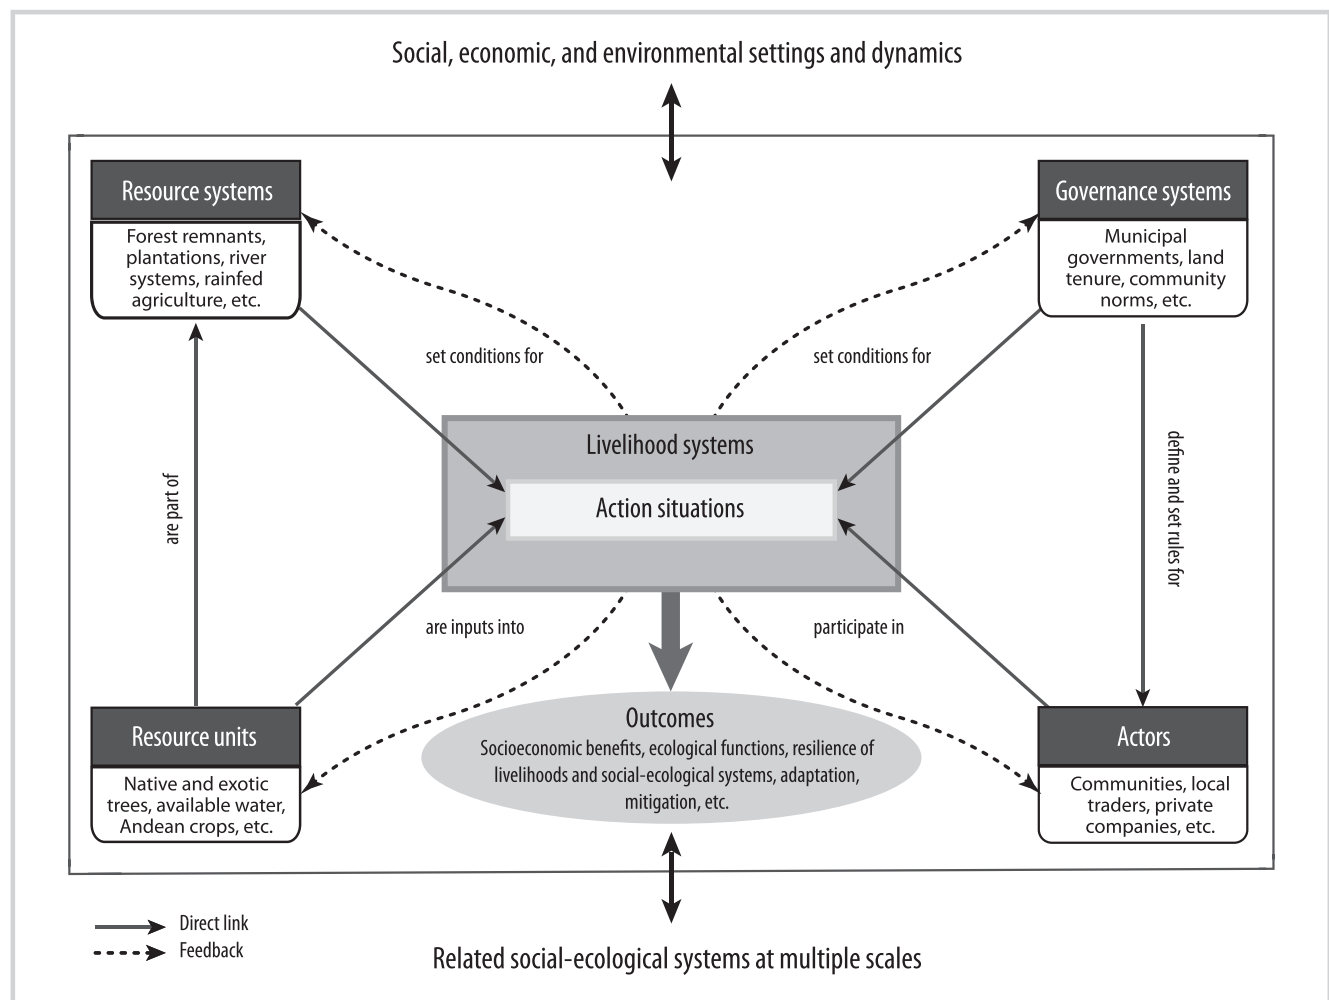 Social, economic, and environmental settings and dynamics
Resource systems
Forest remnants,
plantations, river
systems, rainfed
agriculture, etc.
Governance systems
Municipal
governments, land
tenure, community
norms, etc.
set conditions for
set conditions for
Livelihood systems
Action situations
are part of
define and set rules for
are inputs into
participate in
Resource units
Native and exotic
trees, available water,
Andean crops, etc.
Outcomes
Socioeconomic benefits, ecological functions, resilience of
livelihoods and social-ecological systems, adaptation,
mitigation, etc.
Actors
Communities, local
traders, private
companies, etc.
Direct link
Feedback
Related social-ecological systems at multiple scales